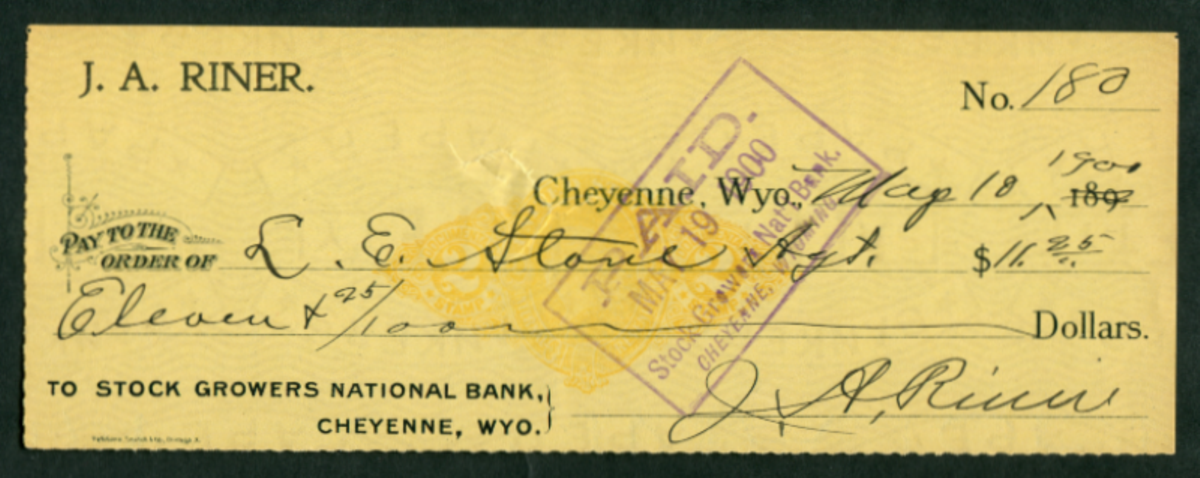 J. A. RINER.
No. 180
Cheyenne, Wyo., May 18 1900 189
PAY TO THE ORDER OF L. E. Stone Agt. $11. 25
Eleven & 25/100 Dollars.
TO STOCK GROWERS NATIONAL BANK,
CHEYENNE, WYO.
J. A. Riner
PAID.
MAY 19 1900
Stock Growers Nat'l Bank.
CHEYENNE, WYOMING.